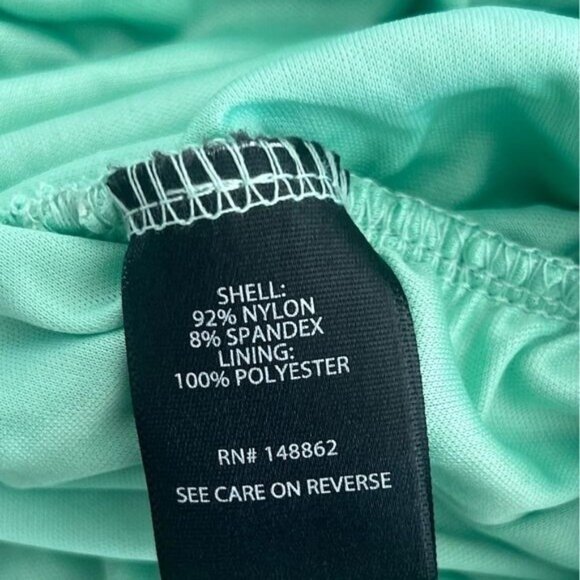 SHELL:
92% NYLON
8% SPANDEX
LINING:
100% POLYESTER
RN# 148862
SEE CARE ON REVERSE